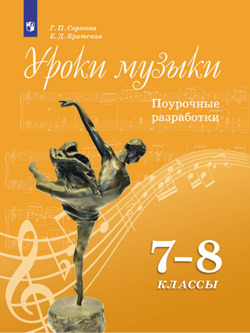 Г. П. Сергеева
Е. Д. Критская
Уроки музыки
Поурочные
разработки
7–8
КЛАССЫ